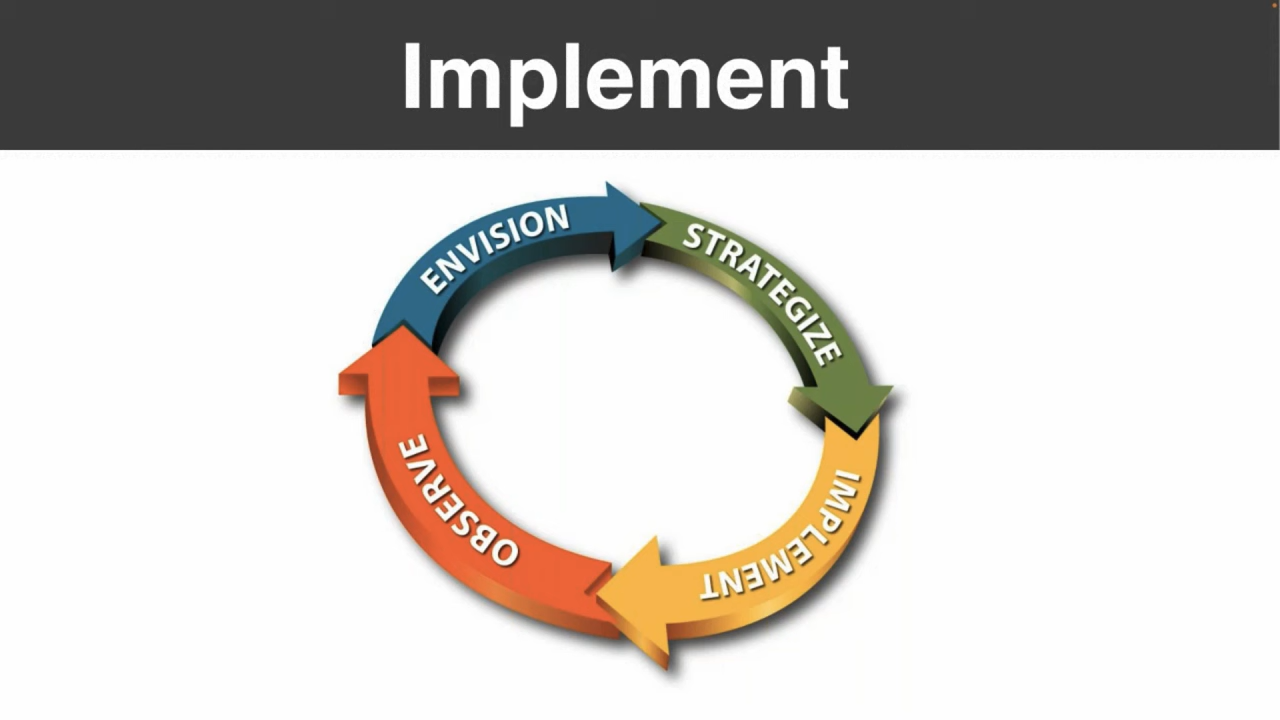 Implement
ENVISION
STRATEGIZE
IMPLEMENT
OBSERVE